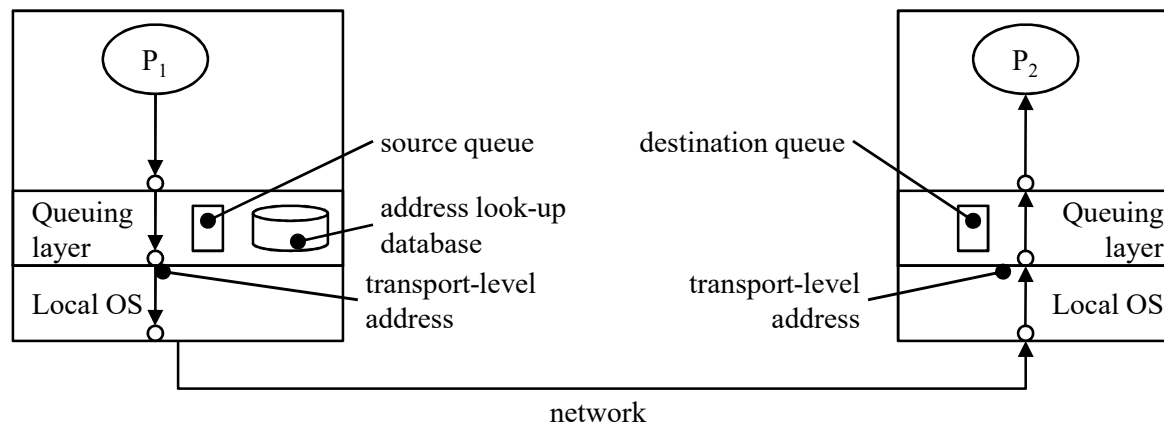 P1
P2
source queue
destination queue
Queuing
layer
address look-up
database
Queuing
layer
Local OS
transport-level
address
transport-level
address
Local OS
network